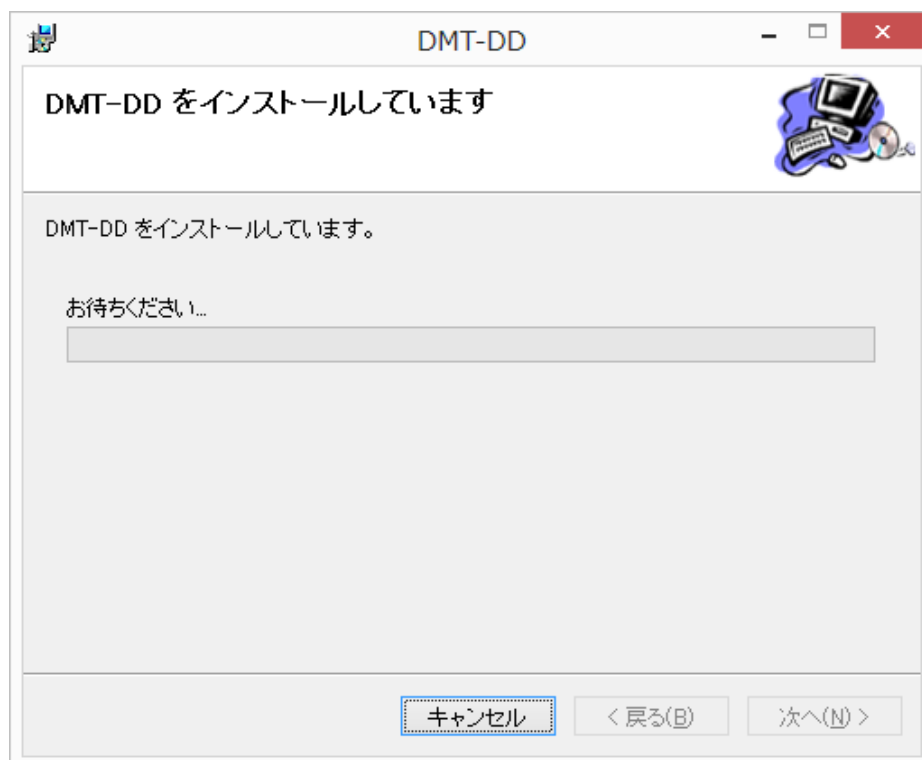 DMT-DD
DMT-DD をインストールしています
DMT-DD をインストールしています。
お待ちください...
キャンセル
< 戻る(B)
次へ(N) >